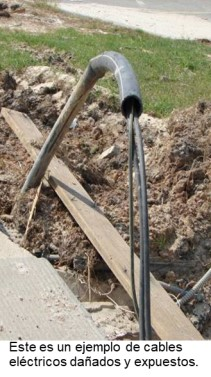 Este es un ejemplo de cables
eléctricos dañados y expuestos.